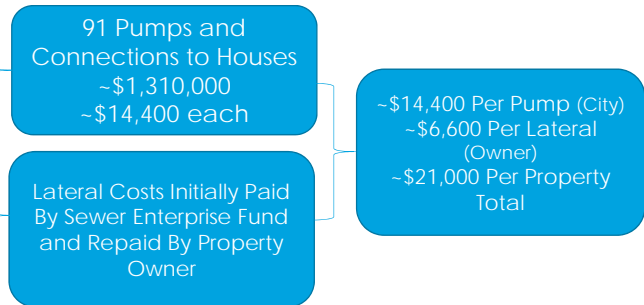 91 Pumps and
Connections to Houses
~$1,310,000
~$14,400 each
Lateral Costs Initially Paid
By Sewer Enterprise Fund
and Repaid By Property
Owner
~$14,400 Per Pump (City)
~$6,600 Per Lateral
(Owner)
~$21,000 Per Property
Total